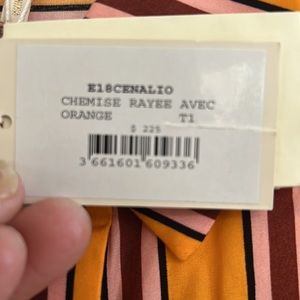 E18CENALIO
CHEMISE RAYEE AVEC
ORANGE T1
$ 225
3 661601 609336